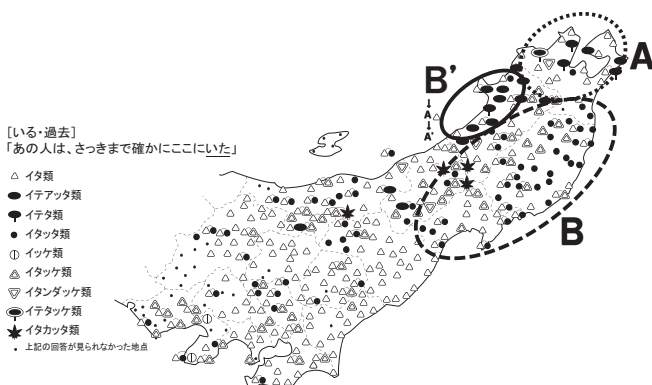 ［いる・過去］
「あの人は、さっきまで確かにここにいた」
イタ類
イテアッタ類
イテタ類
イタッタ類
イッケ類
イタッケ類
イタンダッケ類
イテタッケ類
イタカッタ類
上記の回答が見られなかった地点
A
B’
↓
A
↓
A'
B